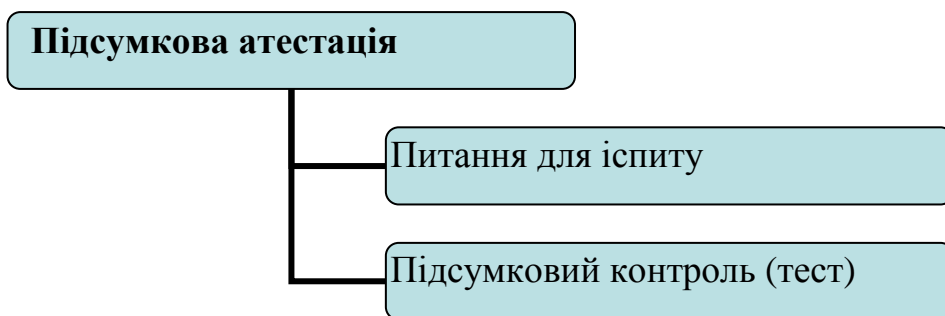 Підсумкова атестація
Питання для іспиту
Підсумковий контроль (тест)